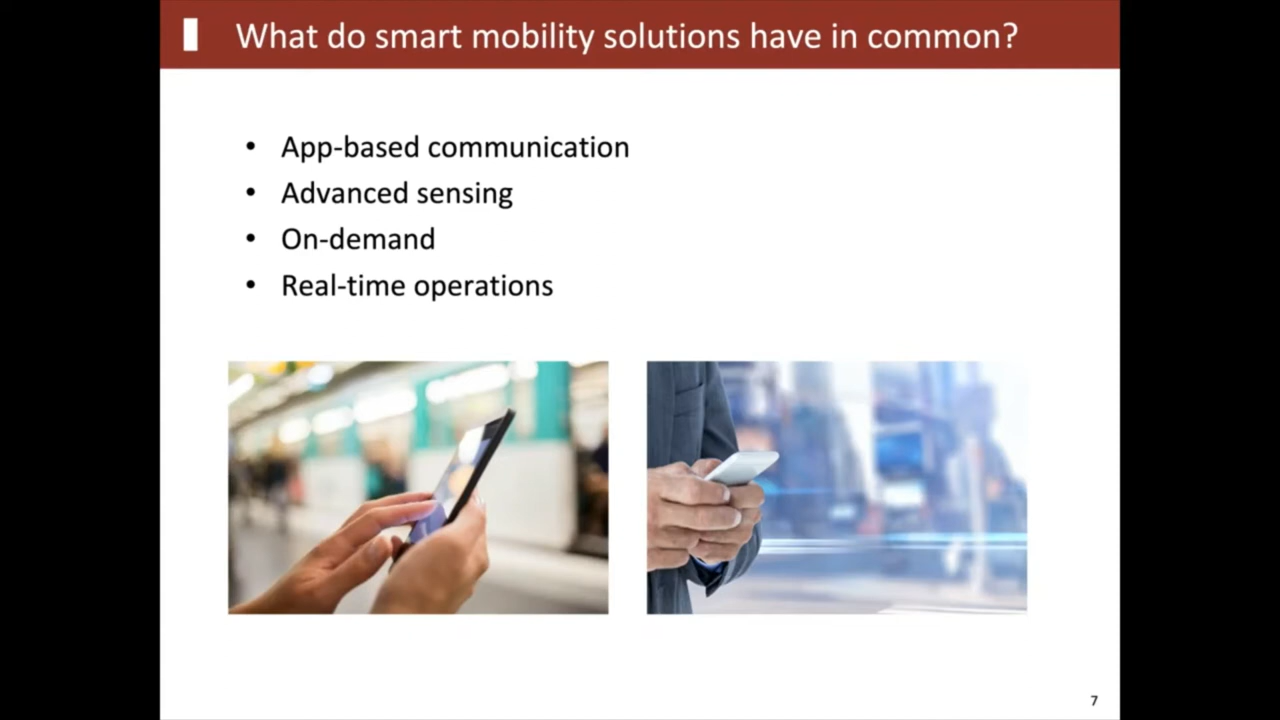 What do smart mobility solutions have in common?
• App-based communication
• Advanced sensing
• On-demand
• Real-time operations
7